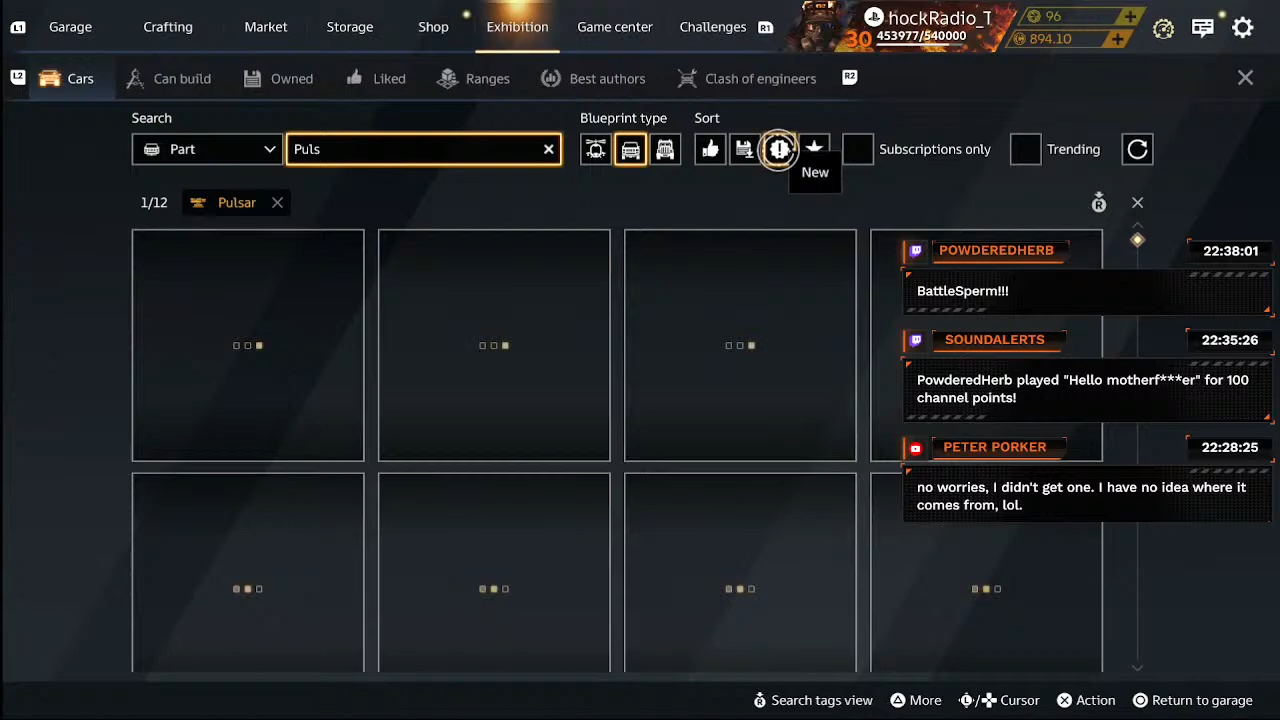 L1 Garage Crafting Market Storage Shop Exhibition Game center Challenges R1
hockRadio_T
96
30 453977/540000
894.10
L2 Cars Can build Owned Liked Ranges Best authors Clash of engineers R2
Search Blueprint type Sort
Part Puls Subscriptions only Trending
New
1/12 Pulsar R
POWDEREDHERB 22:38:01
BattleSperm!!!
SOUNDALERTS 22:35:26
PowderedHerb played "Hello motherf***er" for 100
channel points!
PETER PORKER 22:28:25
no worries, I didn't get one. I have no idea where it
comes from, lol.
R Search tags view More L/ Cursor Action Return to garage